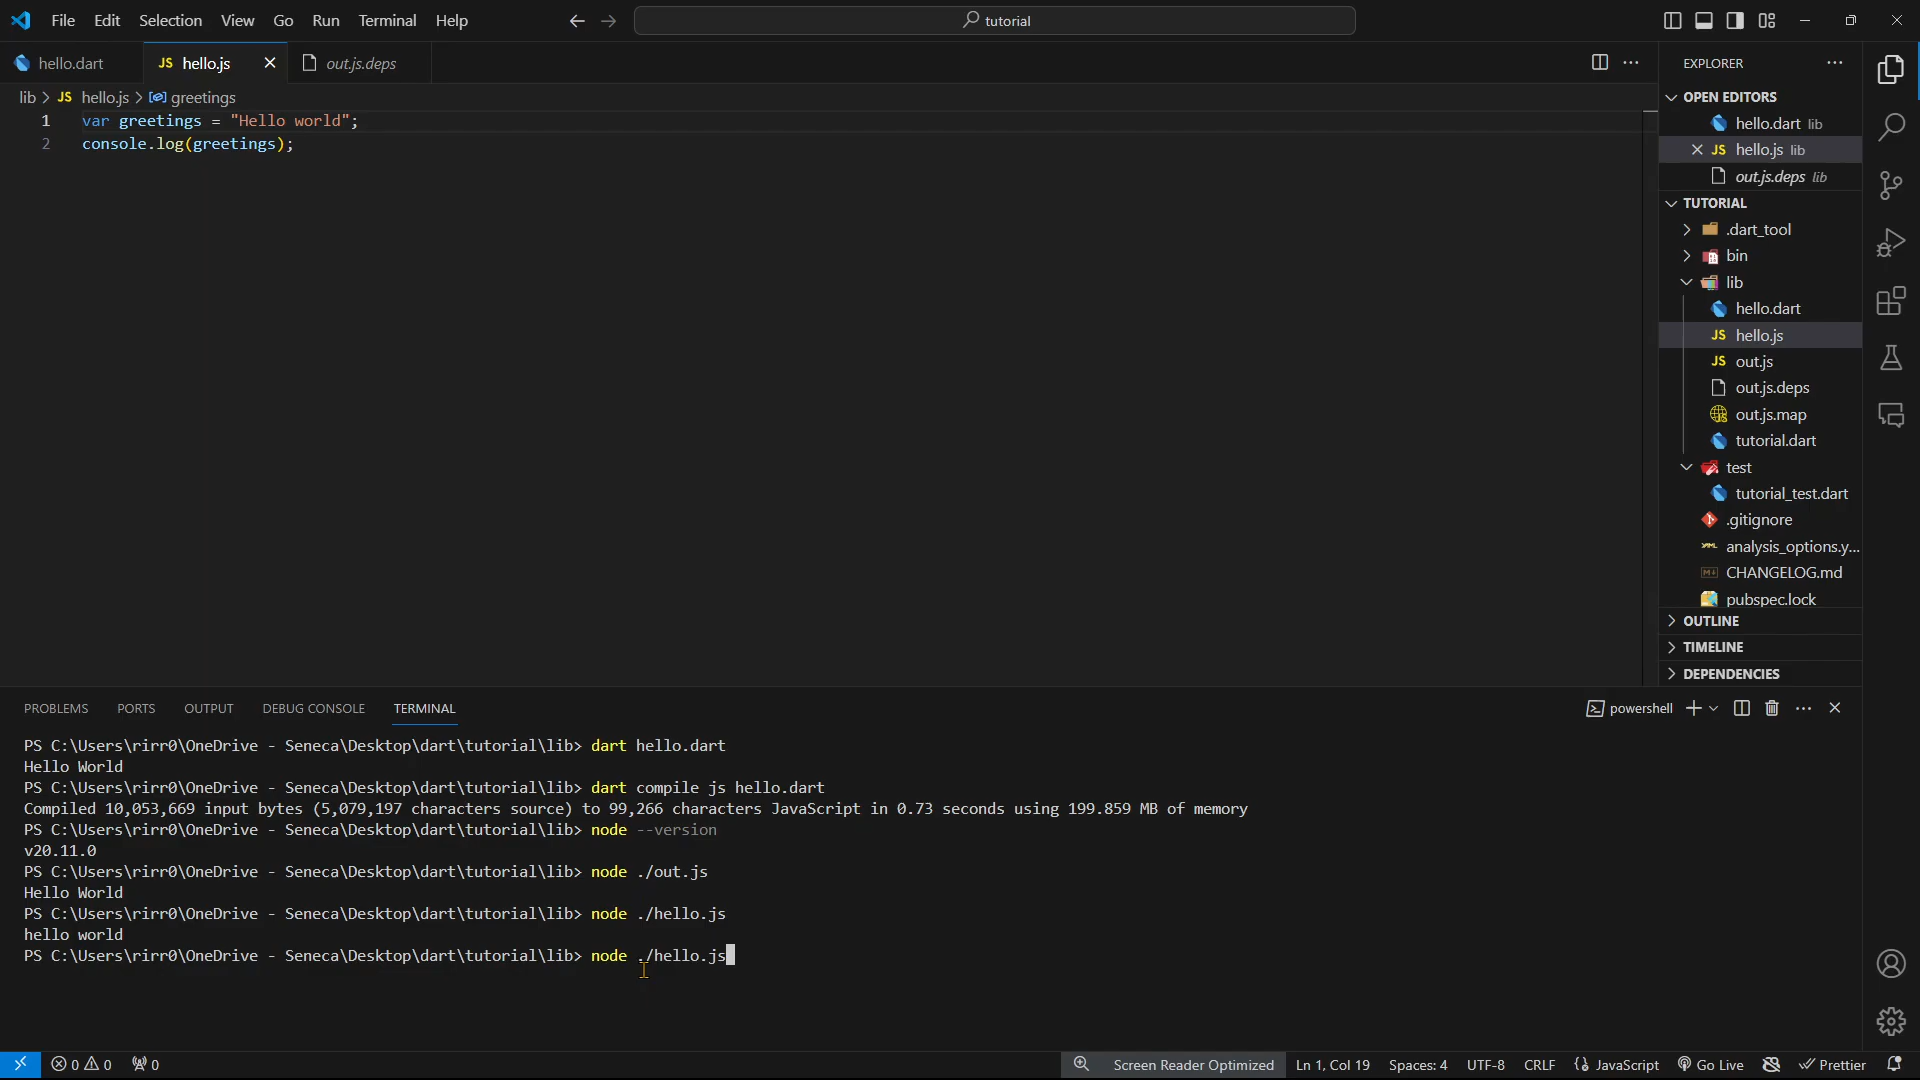 File Edit Selection View Go Run Terminal Help
tutorial
hello.dart
JS hello.js
out.js.deps
lib > JS hello.js > greetings
1 var greetings = "Hello world";
2 console.log(greetings);
EXPLORER
OPEN EDITORS
hello.dart lib
JS hello.js lib
out.js.deps lib
TUTORIAL
.dart_tool
bin
lib
hello.dart
JS hello.js
JS out.js
out.js.deps
out.js.map
tutorial.dart
test
tutorial_test.dart
.gitignore
analysis_options.y...
CHANGELOG.md
pubspec.lock
OUTLINE
TIMELINE
DEPENDENCIES
PROBLEMS PORTS OUTPUT DEBUG CONSOLE TERMINAL
powershell
PS C:\Users\rirr0\OneDrive - Seneca\Desktop\dart\tutorial\lib> dart hello.dart
Hello World
PS C:\Users\rirr0\OneDrive - Seneca\Desktop\dart\tutorial\lib> dart compile js hello.dart
Compiled 10,053,669 input bytes (5,079,197 characters source) to 99,266 characters JavaScript in 0.73 seconds using 199.859 MB of memory
PS C:\Users\rirr0\OneDrive - Seneca\Desktop\dart\tutorial\lib> node --version
v20.11.0
PS C:\Users\rirr0\OneDrive - Seneca\Desktop\dart\tutorial\lib> node ./out.js
Hello World
PS C:\Users\rirr0\OneDrive - Seneca\Desktop\dart\tutorial\lib> node ./hello.js
hello world
PS C:\Users\rirr0\OneDrive - Seneca\Desktop\dart\tutorial\lib> node ./hello.js
0 0 0
Screen Reader Optimized Ln 1, Col 19 Spaces: 4 UTF-8 CRLF JavaScript Go Live Prettier